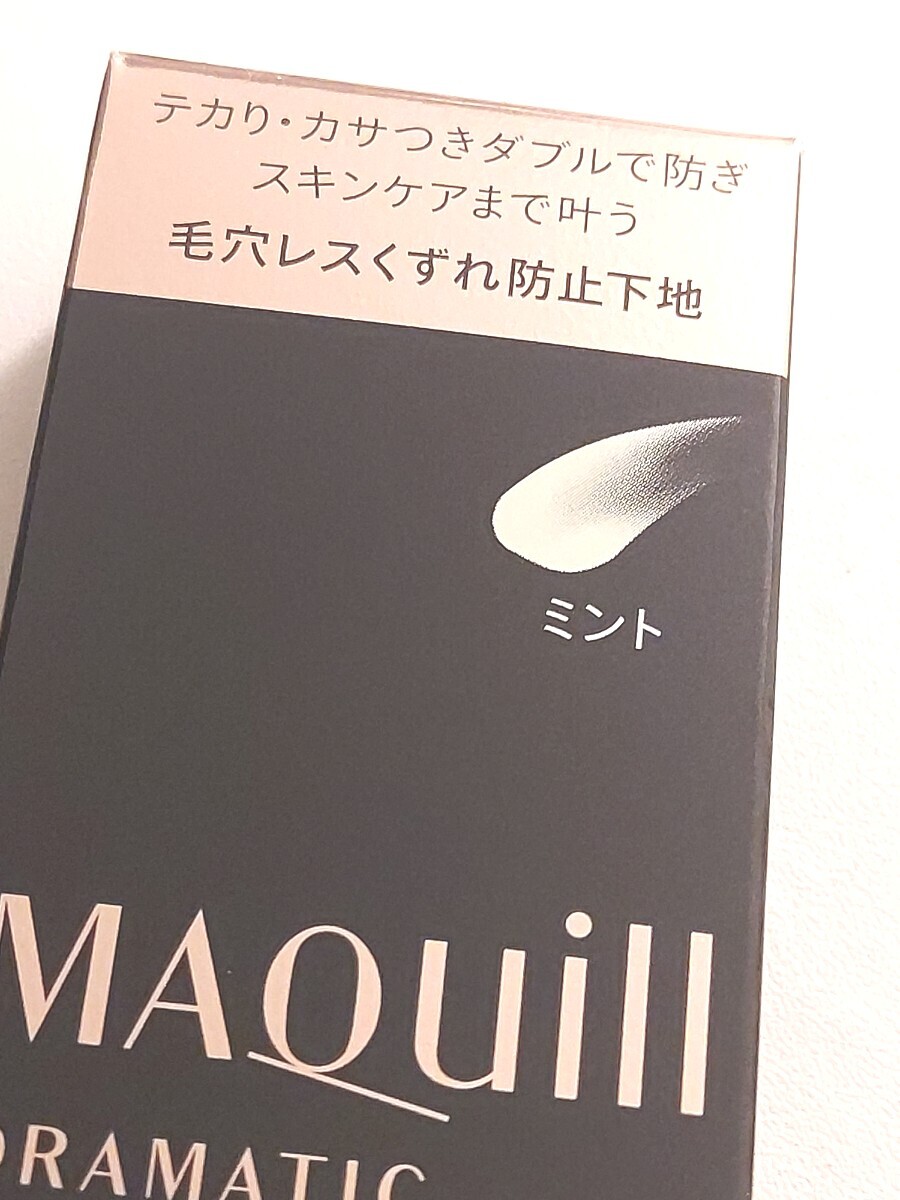 テカり・カサつきダブルで防ぎ
スキンケアまで叶う
毛穴レスくずれ防止下地
ミント
MAQuill
DRAMATIC